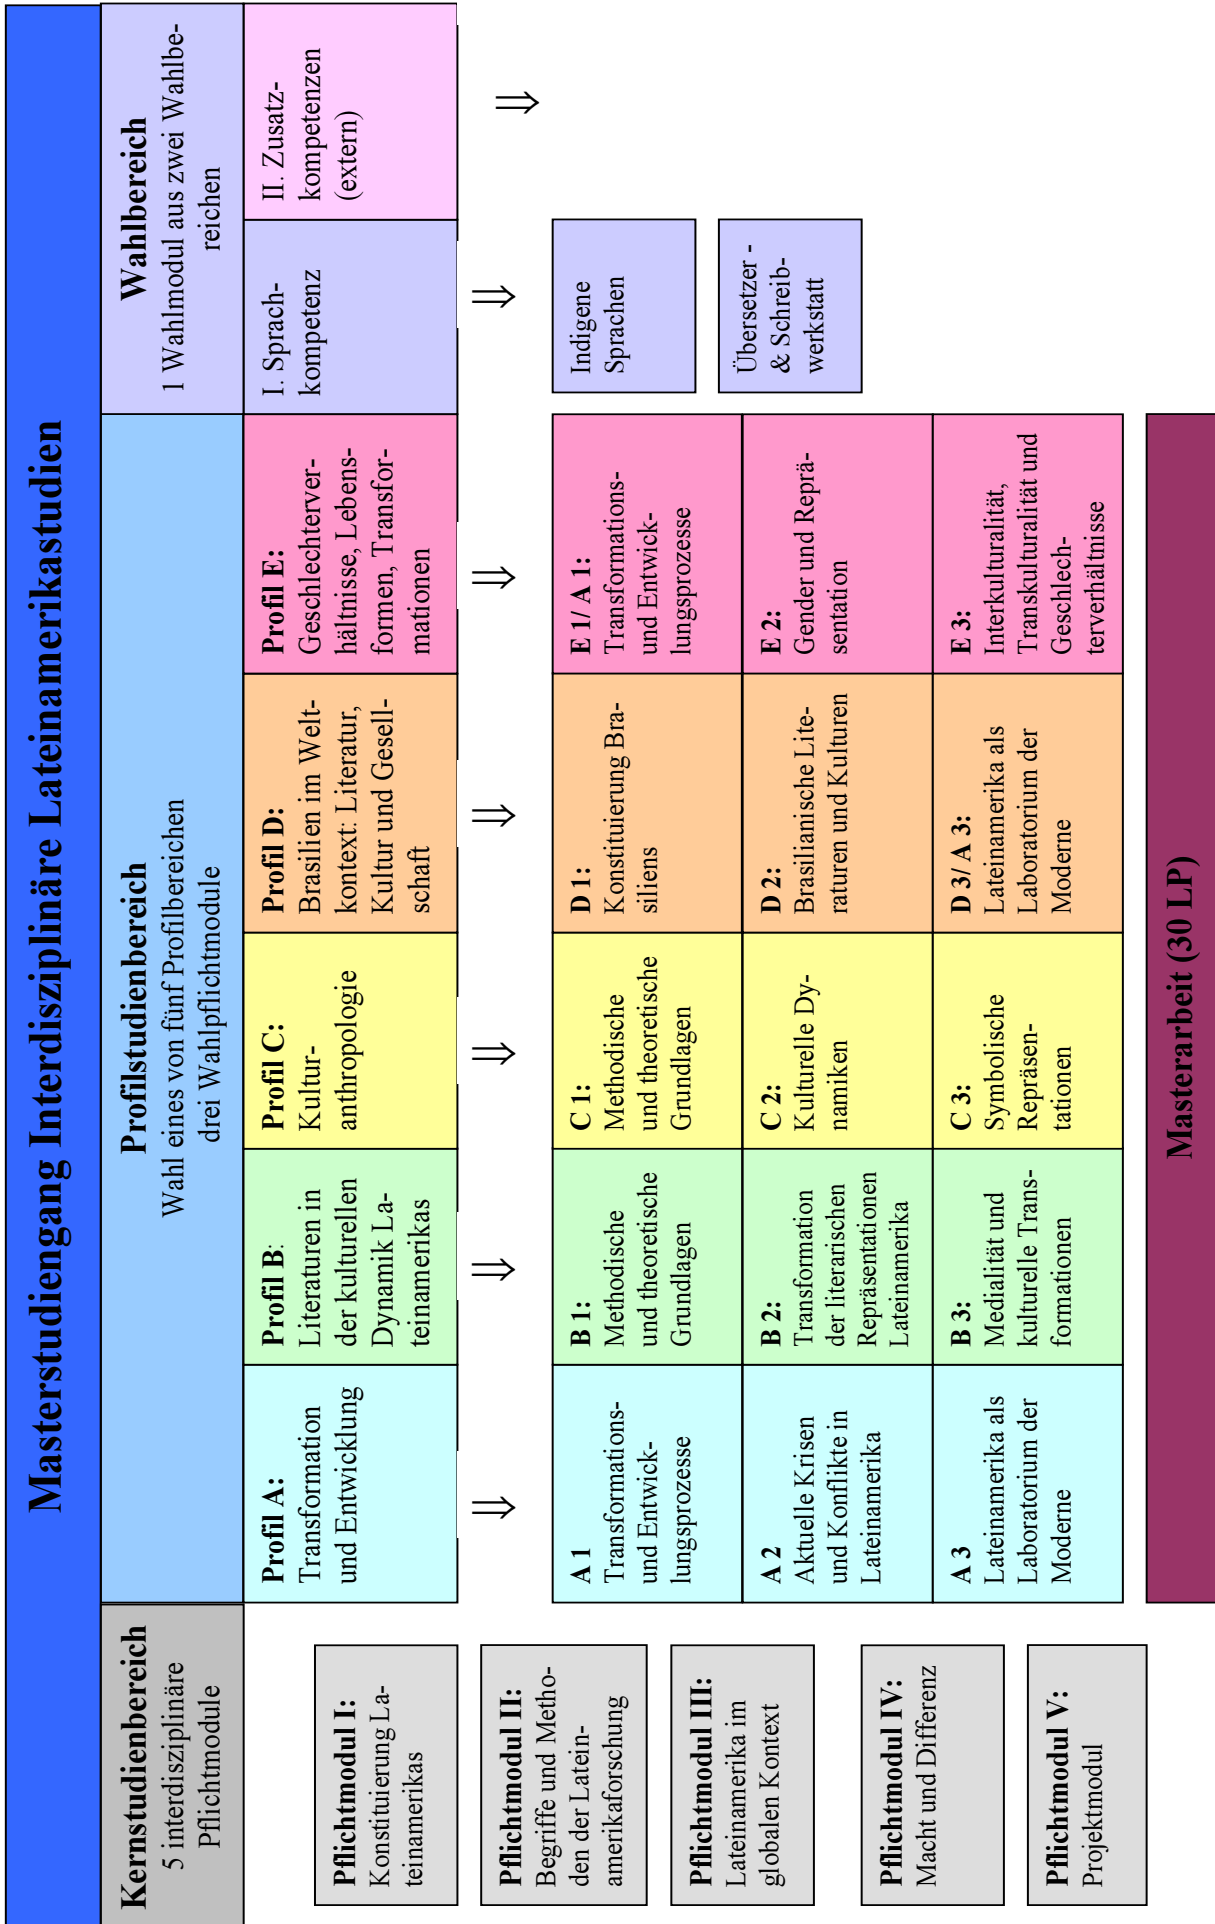 Masterstudiengang Interdisziplinäre Lateinamerikastudien
Kernstudienbereich
5 interdisziplinäre
Pflichtmodule
Profilstudienbereich
Wahl eines von fünf Profilbereichen
drei Wahlpflichtmodule
Wahlbereich
1 Wahlmodul aus zwei Wahlbe-
reichen
Pflichtmodul I:
Konstituierung La-
teinamerikas
Pflichtmodul II:
Begriffe und Metho-
den der Latein-
amerikaforschung
Pflichtmodul III:
Lateinamerika im
globalen Kontext
Pflichtmodul IV:
Macht und Differenz
Pflichtmodul V:
Projektmodul
Profil A:
Transformation
und Entwicklung
⇒
A 1
Transformations-
und Entwick-
lungsprozesse
A 2
Aktuelle Krisen
und Konflikte in
Lateinamerika
A 3
Lateinamerika als
Laboratorium der
Moderne
Profil B:
Literaturen in
der kulturellen
Dynamik La-
teinamerikas
⇒
B 1:
Methodische
und theoretische
Grundlagen
B 2:
Transformation
der literarischen
Repräsentationen
Lateinamerika
B 3:
Medialität und
kulturelle Trans-
formationen
Profil C:
Kultur-
anthropologie
⇒
C 1:
Methodische
und theoretische
Grundlagen
C 2:
Kulturelle Dy-
namiken
C 3:
Symbolische
Repräsen-
tationen
Profil D:
Brasilien im Welt-
kontext: Literatur,
Kultur und Gesell-
schaft
⇒
D 1:
Konstituierung Bra-
siliens
D 2:
Brasilianische Lite-
raturen und Kulturen
D 3/ A 3:
Lateinamerika als
Laboratorium der
Moderne
Profil E:
Geschlechterver-
hältnisse, Lebens-
formen, Transfor-
mationen
⇒
E 1/ A 1:
Transformations-
und Entwick-
lungsprozesse
E 2:
Gender und Reprä-
sentation
E 3:
Interkulturalität,
Transkulturalität und
Geschlech-
terverhältnisse
I. Sprach-
kompetenz
⇒
Indigene
Sprachen
Übersetzer -
& Schreib-
werkstatt
II. Zusatz-
kompetenzen
(extern)
⇒
Masterarbeit (30 LP)